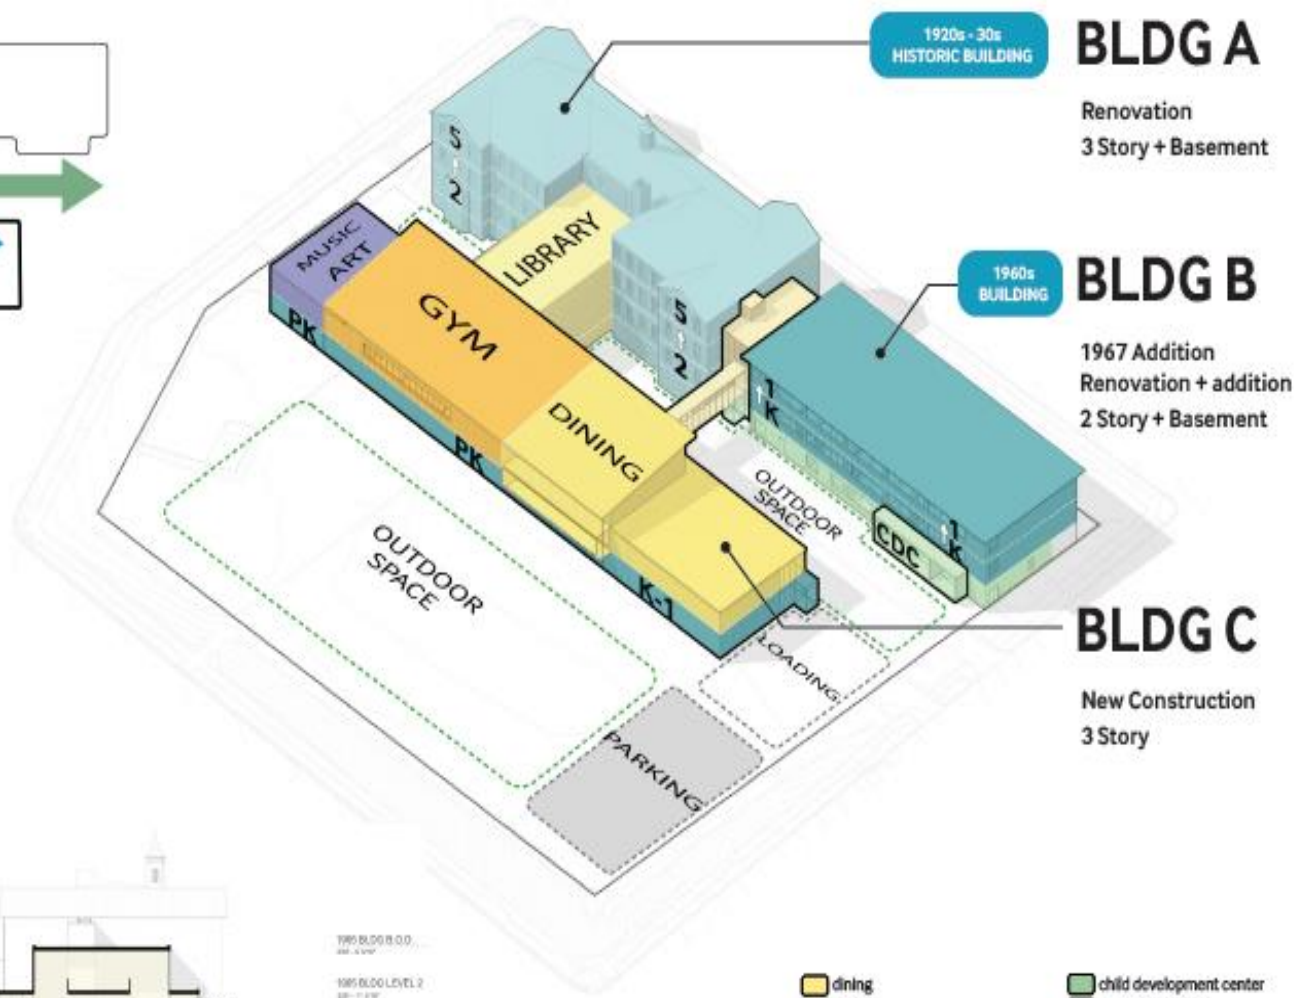 1920s - 30s
HISTORIC BUILDING
BLDG A
Renovation
3 Story + Basement
1960s
BUILDING
BLDG B
1967 Addition
Renovation + addition
2 Story + Basement
BLDG C
New Construction
3 Story
5
2
5
2
LIBRARY
MUSIC
ART
PK
GYM
DINING
PK
K-1
1
K
1
K
CDC
OUTDOOR
SPACE
OUTDOOR
SPACE
LOADING
PARKING
LEVEL 2
dining
child development center